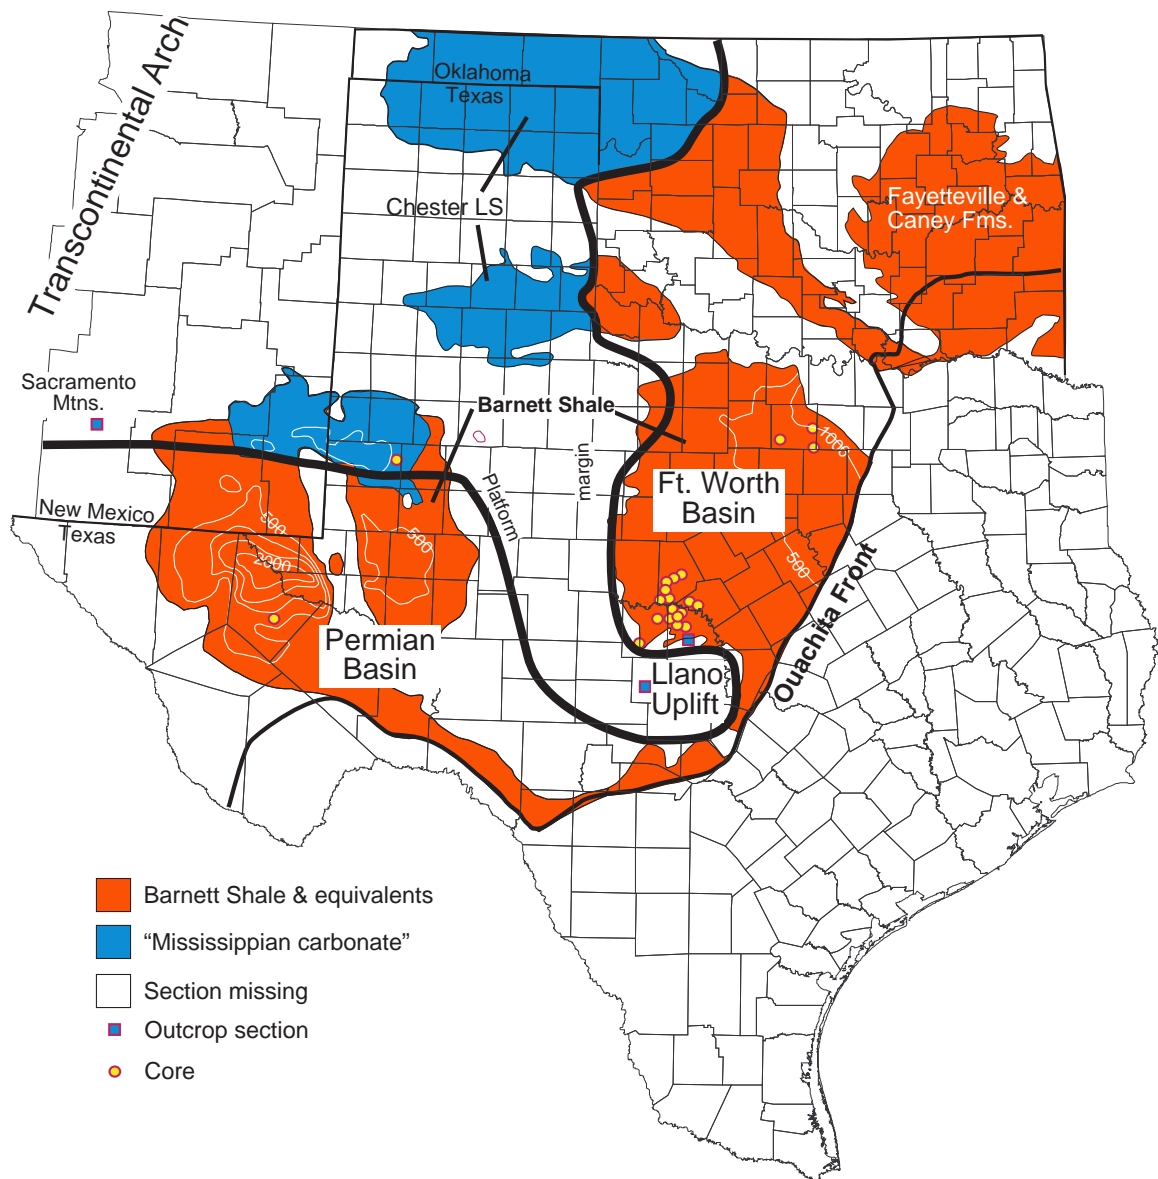 Transcontinental Arch
Oklahoma
Texas
Chester LS
Fayetteville &
Caney Fms.
Sacramento
Mtns.
Barnett Shale
1000
margin
Platform
Ft. Worth
Basin
New Mexico
Texas
500
500
2000
500
Ouachita Front
Permian
Basin
Llano
Uplift
Barnett Shale & equivalents
“Mississippian carbonate”
Section missing
Outcrop section
Core